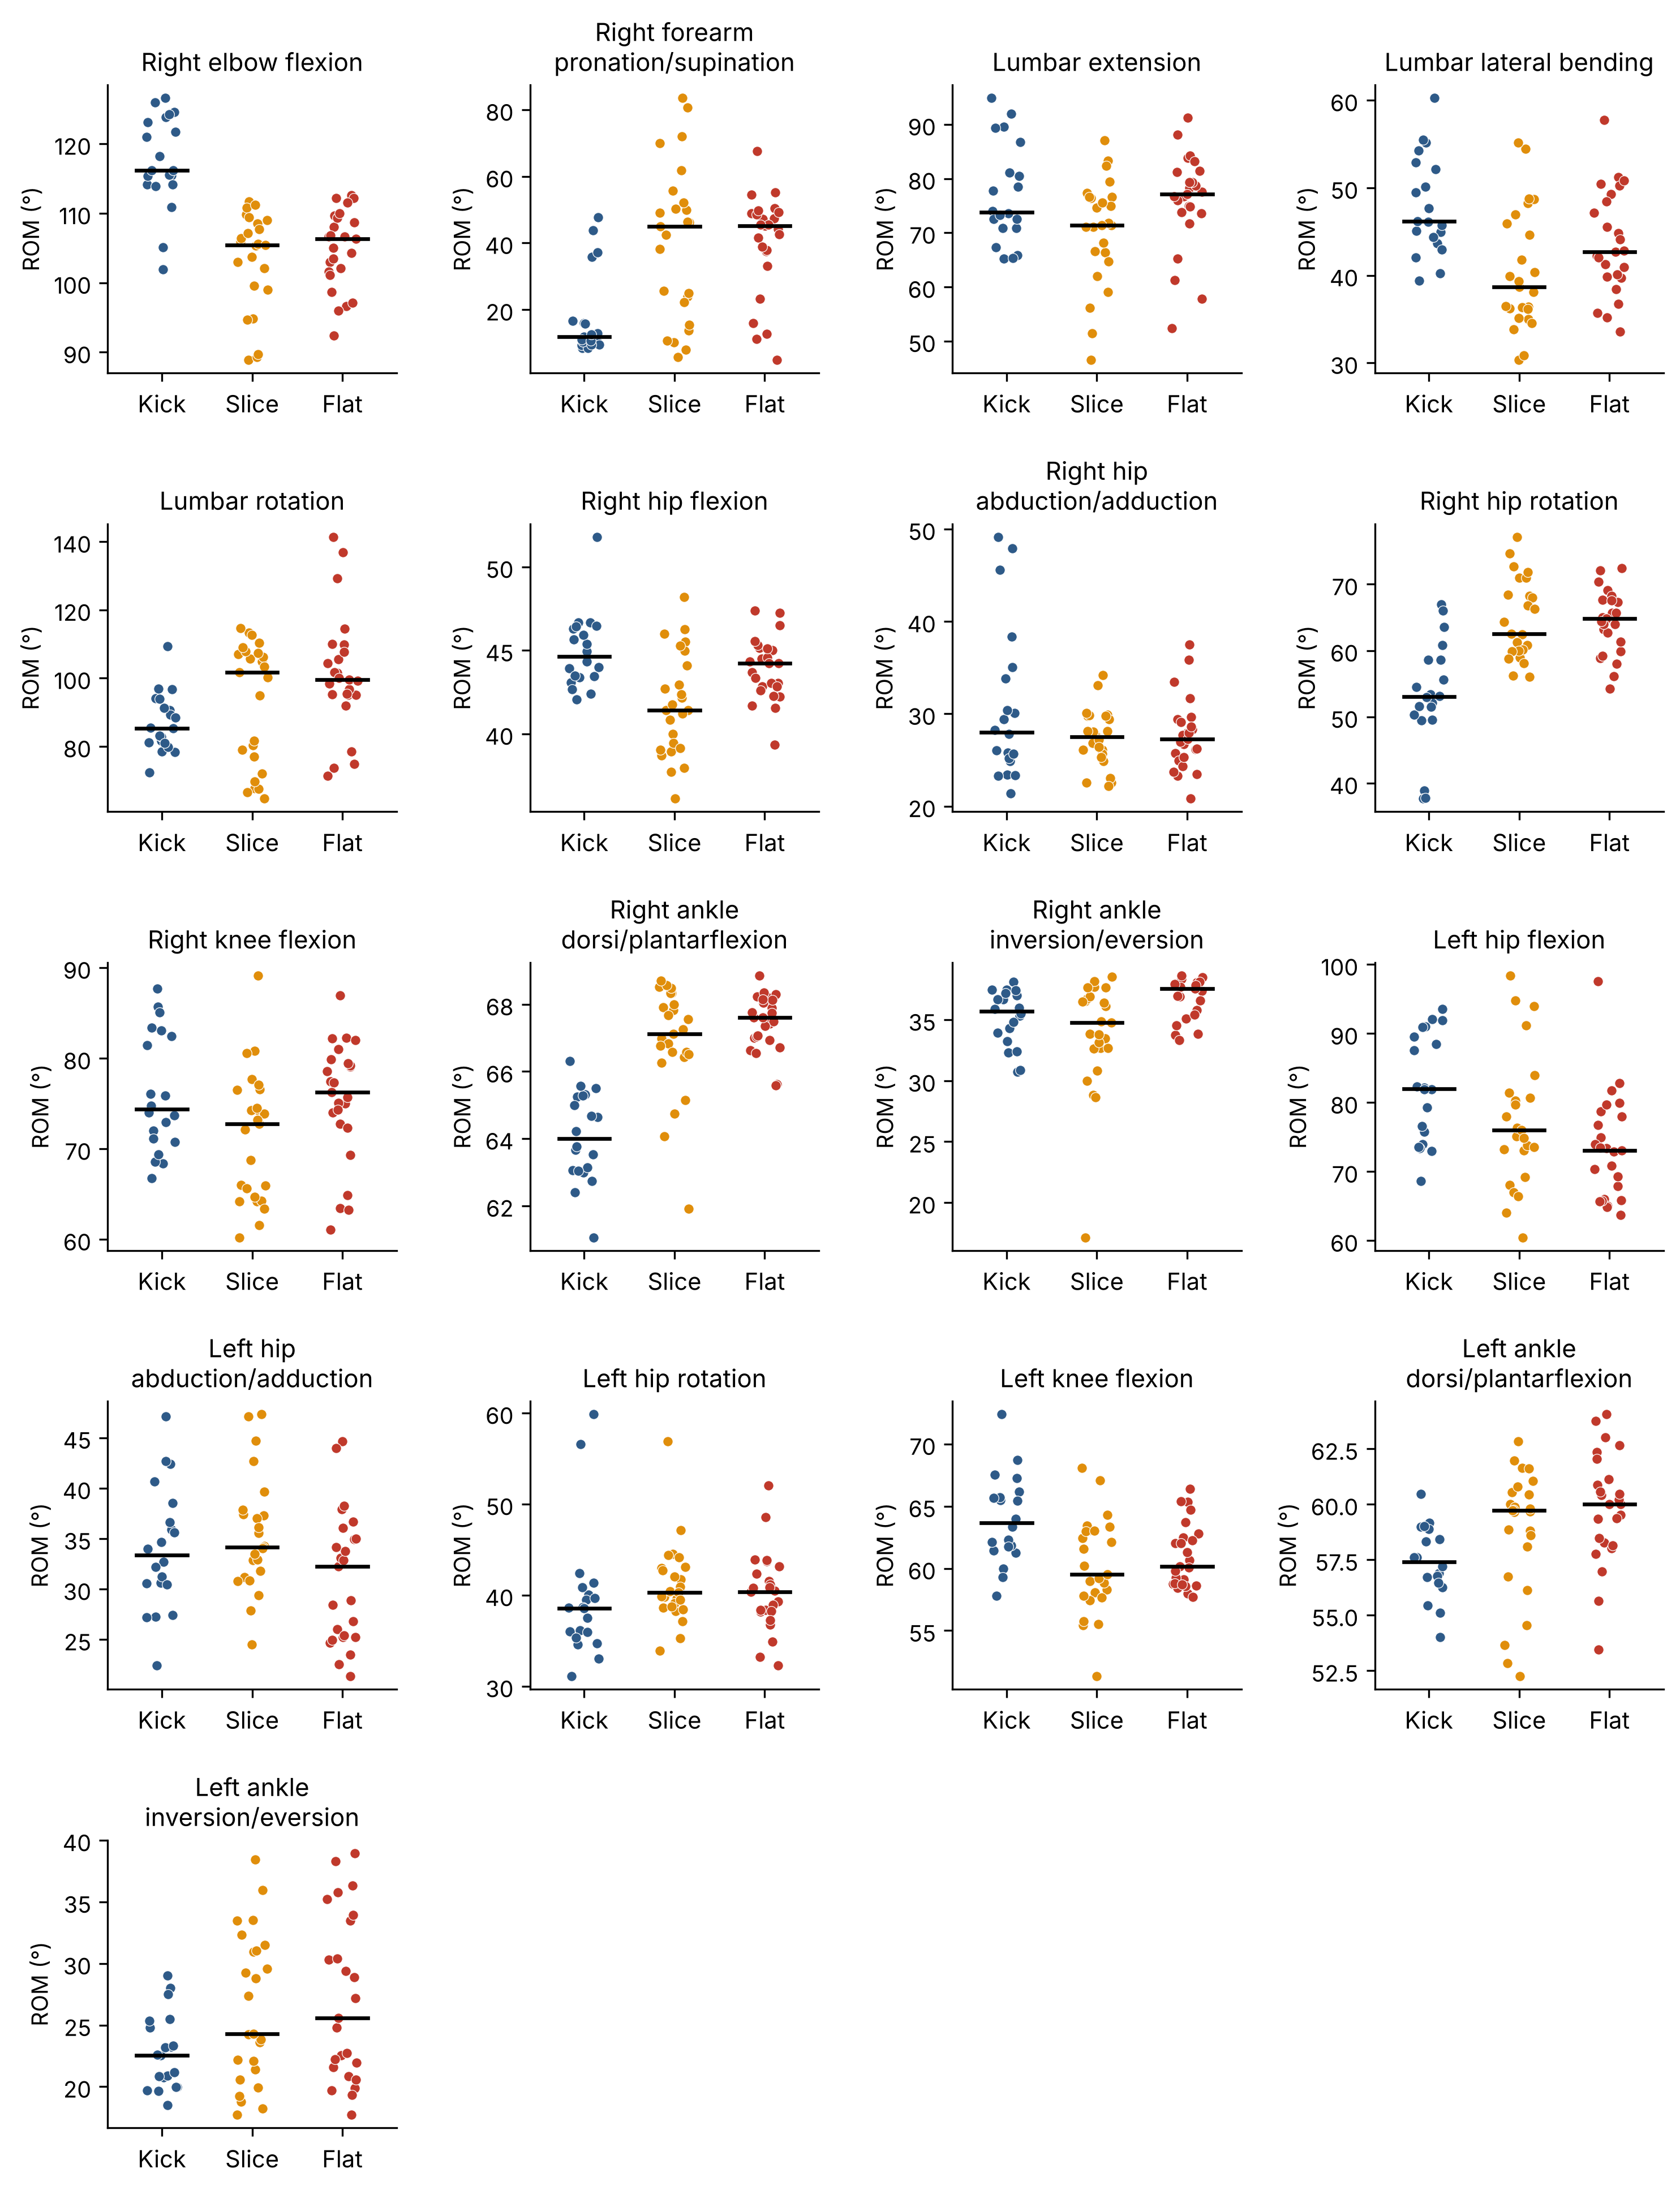 Right elbow flexion
ROM (°)
120
110
100
90
Kick Slice Flat
Right forearm
pronation/supination
ROM (°)
80
60
40
20
Kick Slice Flat
Lumbar extension
ROM (°)
90
80
70
60
50
Kick Slice Flat
Lumbar lateral bending
ROM (°)
60
50
40
30
Kick Slice Flat
Lumbar rotation
ROM (°)
140
120
100
80
Kick Slice Flat
Right hip flexion
ROM (°)
50
45
40
Kick Slice Flat
Right hip
abduction/adduction
ROM (°)
50
40
30
20
Kick Slice Flat
Right hip rotation
ROM (°)
70
60
50
40
Kick Slice Flat
Right knee flexion
ROM (°)
90
80
70
60
Kick Slice Flat
Right ankle
dorsi/plantarflexion
ROM (°)
68
66
64
62
Kick Slice Flat
Right ankle
inversion/eversion
ROM (°)
35
30
25
20
Kick Slice Flat
Left hip flexion
ROM (°)
100
90
80
70
60
Kick Slice Flat
Left hip
abduction/adduction
ROM (°)
45
40
35
30
25
Kick Slice Flat
Left hip rotation
ROM (°)
60
50
40
30
Kick Slice Flat
Left knee flexion
ROM (°)
70
65
60
55
Kick Slice Flat
Left ankle
dorsi/plantarflexion
ROM (°)
62.5
60.0
57.5
55.0
52.5
Kick Slice Flat
Left ankle
inversion/eversion
ROM (°)
40
35
30
25
20
Kick Slice Flat